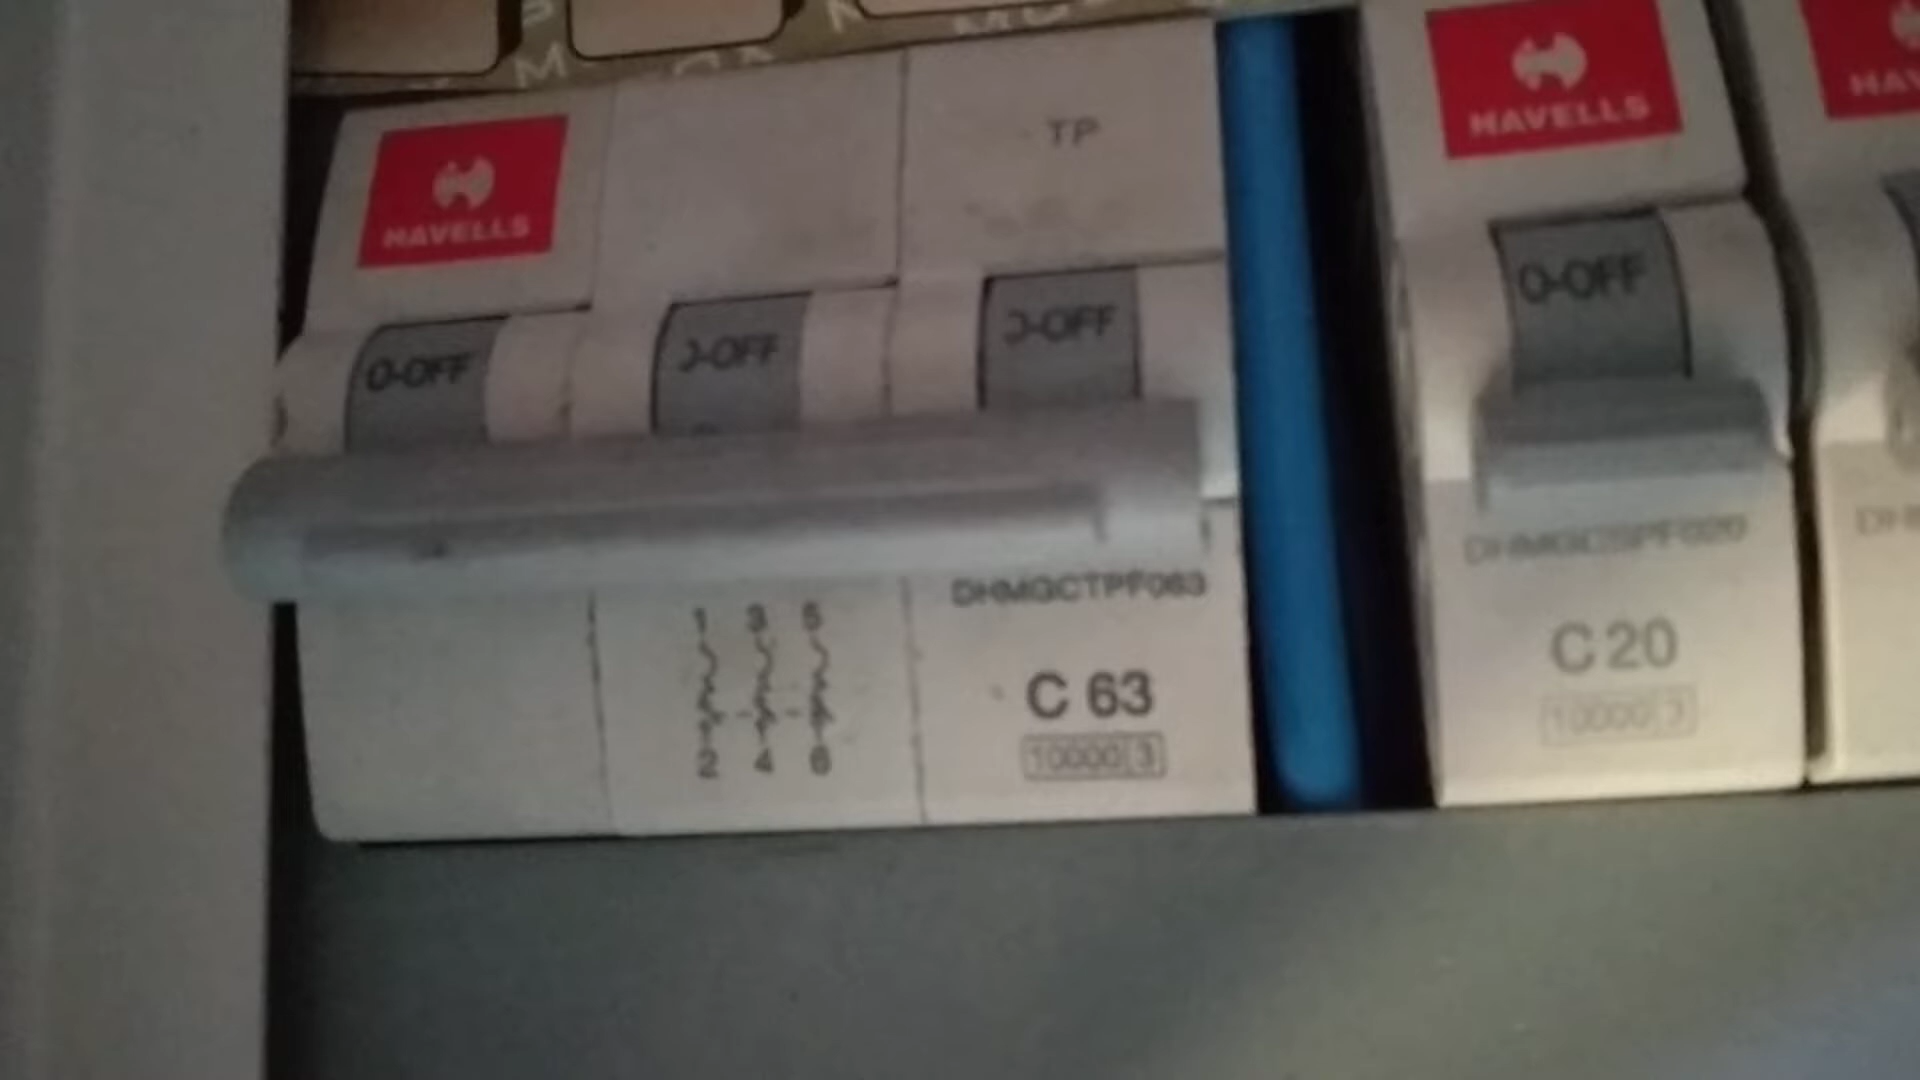 HAVELLS
TP
O-OFF
O-OFF
O-OFF
1 3 5
2 4 6
DHMGCTPF063
C 63
10000 3
HAVELLS
O-OFF
C20
10000 3